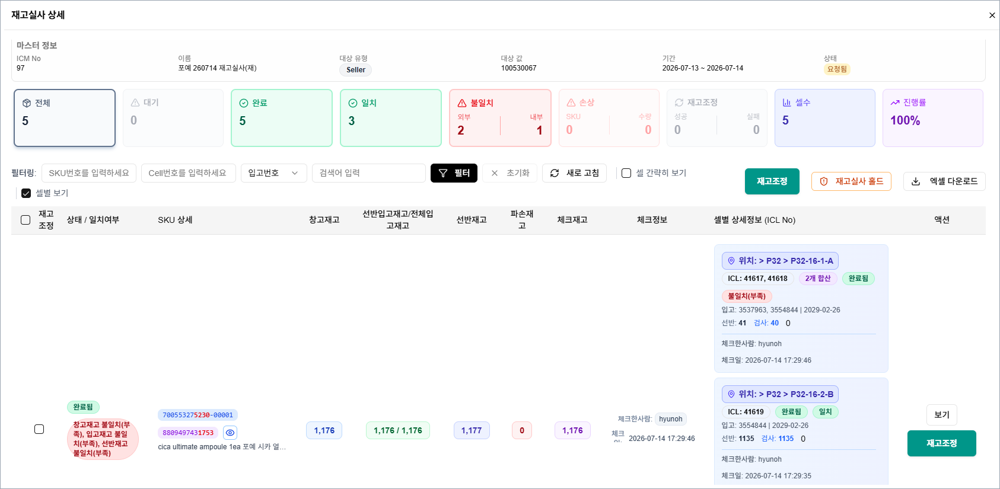 재고실사 상세
마스터 정보
ICM No
97
이름
포예 260714 재고실사(재)
대상 유형
Seller
대상 값
100530067
기간
2026-07-13 ~ 2026-07-14
상태
요청됨
전체
5
대기
0
완료
5
일치
3
불일치
외부 내부
2 1
손상
SKU 수량
0 0
재고조정
성공 실패
0 0
셀수
5
진행률
100%
필터링: SKU번호를 입력하세요 Cell번호를 입력하세요 입고번호 검색어 입력 필터 초기화 새로 고침 셀 간략히 보기
셀별 보기
재고조정 재고실사 홀드 엑셀 다운로드
재고
조정
상태 / 일치여부
SKU 상세
창고재고
선반입고재고/전체입
고재고
선반재고
파손재
고
체크재고
체크정보
셀별 상세정보 (ICL No)
액션
완료됨
창고재고 불일치(부
족), 입고재고 불일
치(부족), 선반재고
불일치(부족)
700553275230-00001
8809497431753
cica ultimate ampoule 1ea 포예 시카 얼...
1,176
1,176 / 1,176
1,177
0
1,176
체크한사람: hyunoh
체크
2026-07-14 17:29:46
위치: > P32 > P32-16-1-A
ICL: 41617, 41618 2개 합산 완료됨
불일치(부족)
입고: 3537963, 3554844 | 2029-02-26
선반: 41 검사: 40 0
체크한사람: hyunoh
체크일: 2026-07-14 17:29:46
위치: > P32 > P32-16-2-B
ICL: 41619 완료됨 일치
입고: 3554844 | 2029-02-26
선반: 1135 검사: 1135 0
체크한사람: hyunoh
체크일: 2026-07-14 17:29:35
보기
재고조정